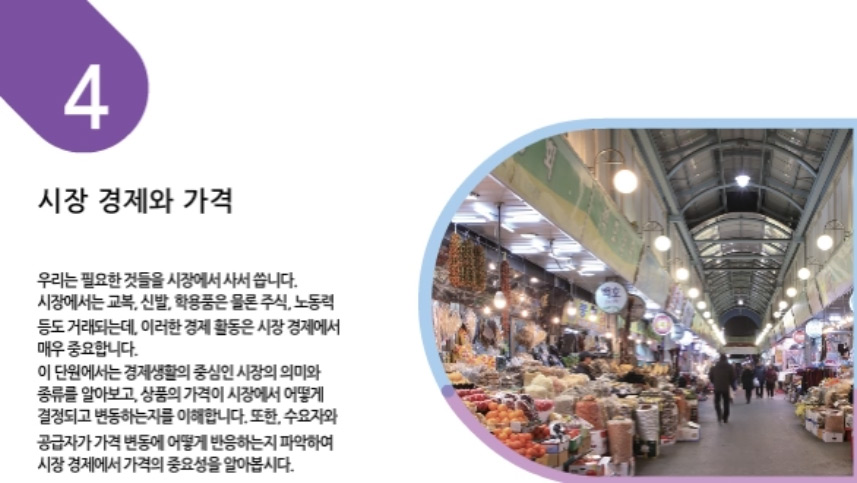 4
시장 경제와 가격
우리는 필요한 것들을 시장에서 사서 씁니다.
시장에서는 교복, 신발, 학용품은 물론 주식, 노동력
등도 거래되는데, 이러한 경제 활동은 시장 경제에서
매우 중요합니다.
이 단원에서는 경제생활의 중심인 시장의 의미와
종류를 알아보고, 상품의 가격이 시장에서 어떻게
결정되고 변동하는지를 이해합니다. 또한, 수요자와
공급자가 가격 변동에 어떻게 반응하는지 파악하여
시장 경제에서 가격의 중요성을 알아봅시다.